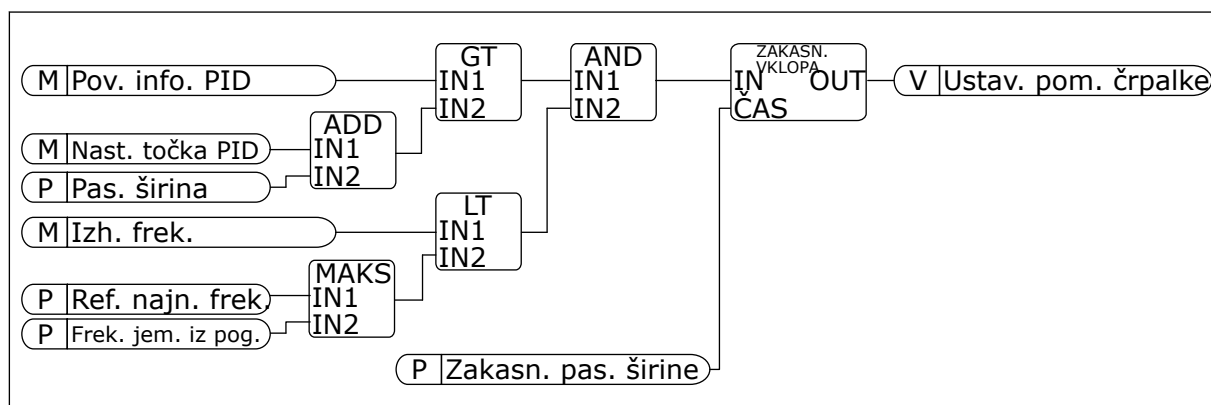 GT
AND
ZAKASN.
VKLOPA
M Pov. info. PID
IN1
IN1
IN OUT
V Ustav. pom. črpalke
IN2
IN2
ČAS
ADD
M Nast. točka PID
IN1
P Pas. širina
IN2
LT
M Izh. frek.
IN1
IN2
MAKS
P Ref. najn. frek.
IN1
P Frek. jem. iz pog.
IN2
P Zakasn. pas. širine